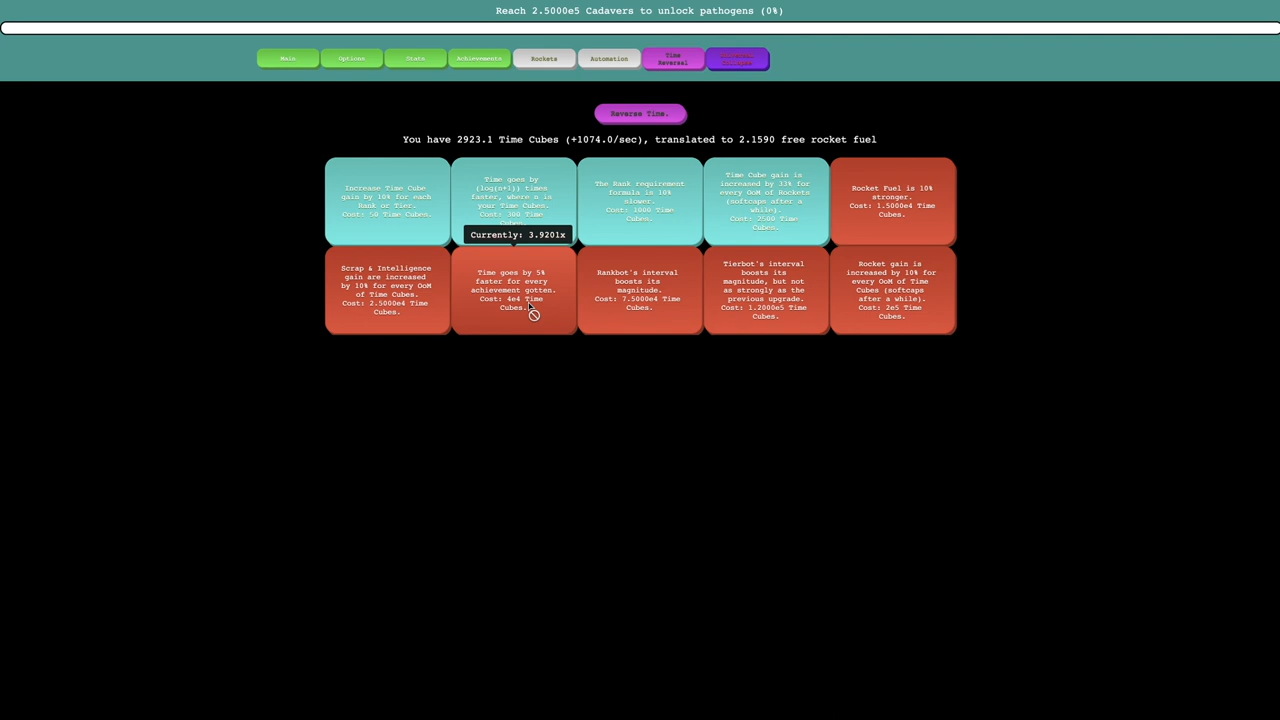 Reach 2.5000e5 Cadavers to unlock pathogens (0%)
Main
Options
Stats
Achievements
Rockets
Automation
Time
Reversal
Universal
Collapse
Reverse Time.
You have 2923.1 Time Cubes (+1074.0/sec), translated to 2.1590 free rocket fuel
Increase Time Cube
gain by 10% for each
Rank or Tier.
Cost: 50 Time Cubes.
Time goes by
(log(n+1)) times
faster, where n is
your Time Cubes.
Cost: 300 Time
Cubes.
The Rank requirement
formula is 10%
slower.
Cost: 1000 Time
Cubes.
Time Cube gain is
increased by 33% for
every OoM of Rockets
(softcaps after a
while).
Cost: 2500 Time
Cubes.
Rocket Fuel is 10%
stronger.
Cost: 1.5000e4 Time
Cubes.
Currently: 3.9201x
Scrap & Intelligence
gain are increased
by 10% for every OoM
of Time Cubes.
Cost: 2.5000e4 Time
Cubes.
Time goes by 5%
faster for every
achievement gotten.
Cost: 4e4 Time
Cubes.
Rankbot's interval
boosts its
magnitude.
Cost: 7.5000e4 Time
Cubes.
Tierbot's interval
boosts its
magnitude, but not
as strongly as the
previous upgrade.
Cost: 1.2000e5 Time
Cubes.
Rocket gain is
increased by 10% for
every OoM of Time
Cubes (softcaps
after a while).
Cost: 2e5 Time
Cubes.